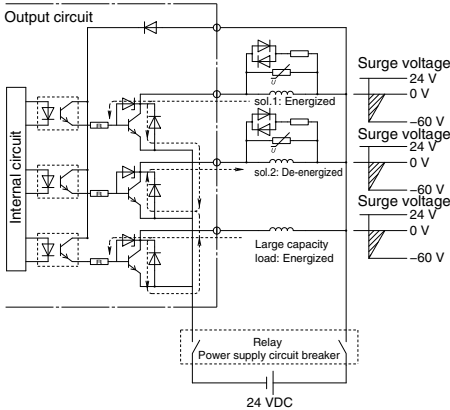 Output circuit
Internal circuit
sol.1: Energized
sol.2: De-energized
Large capacity
load: Energized
Surge voltage
24 V
0 V
−60 V
Surge voltage
24 V
0 V
−60 V
Surge voltage
24 V
0 V
−60 V
Relay
Power supply circuit breaker
24 VDC